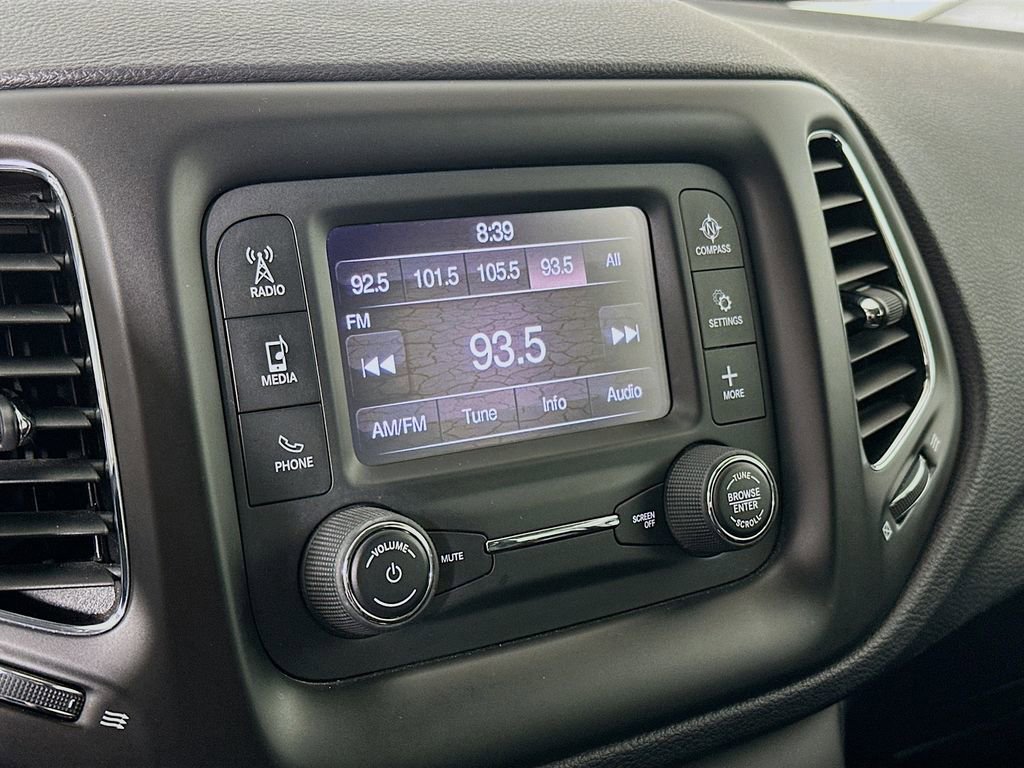 8:39
92.5 101.5 105.5 93.5 All
FM
93.5
AM/FM Tune Info Audio
RADIO
MEDIA
PHONE
N
COMPASS
SETTINGS
MORE
VOLUME
MUTE
SCREEN
OFF
TUNE
BROWSE
ENTER
SCROLL